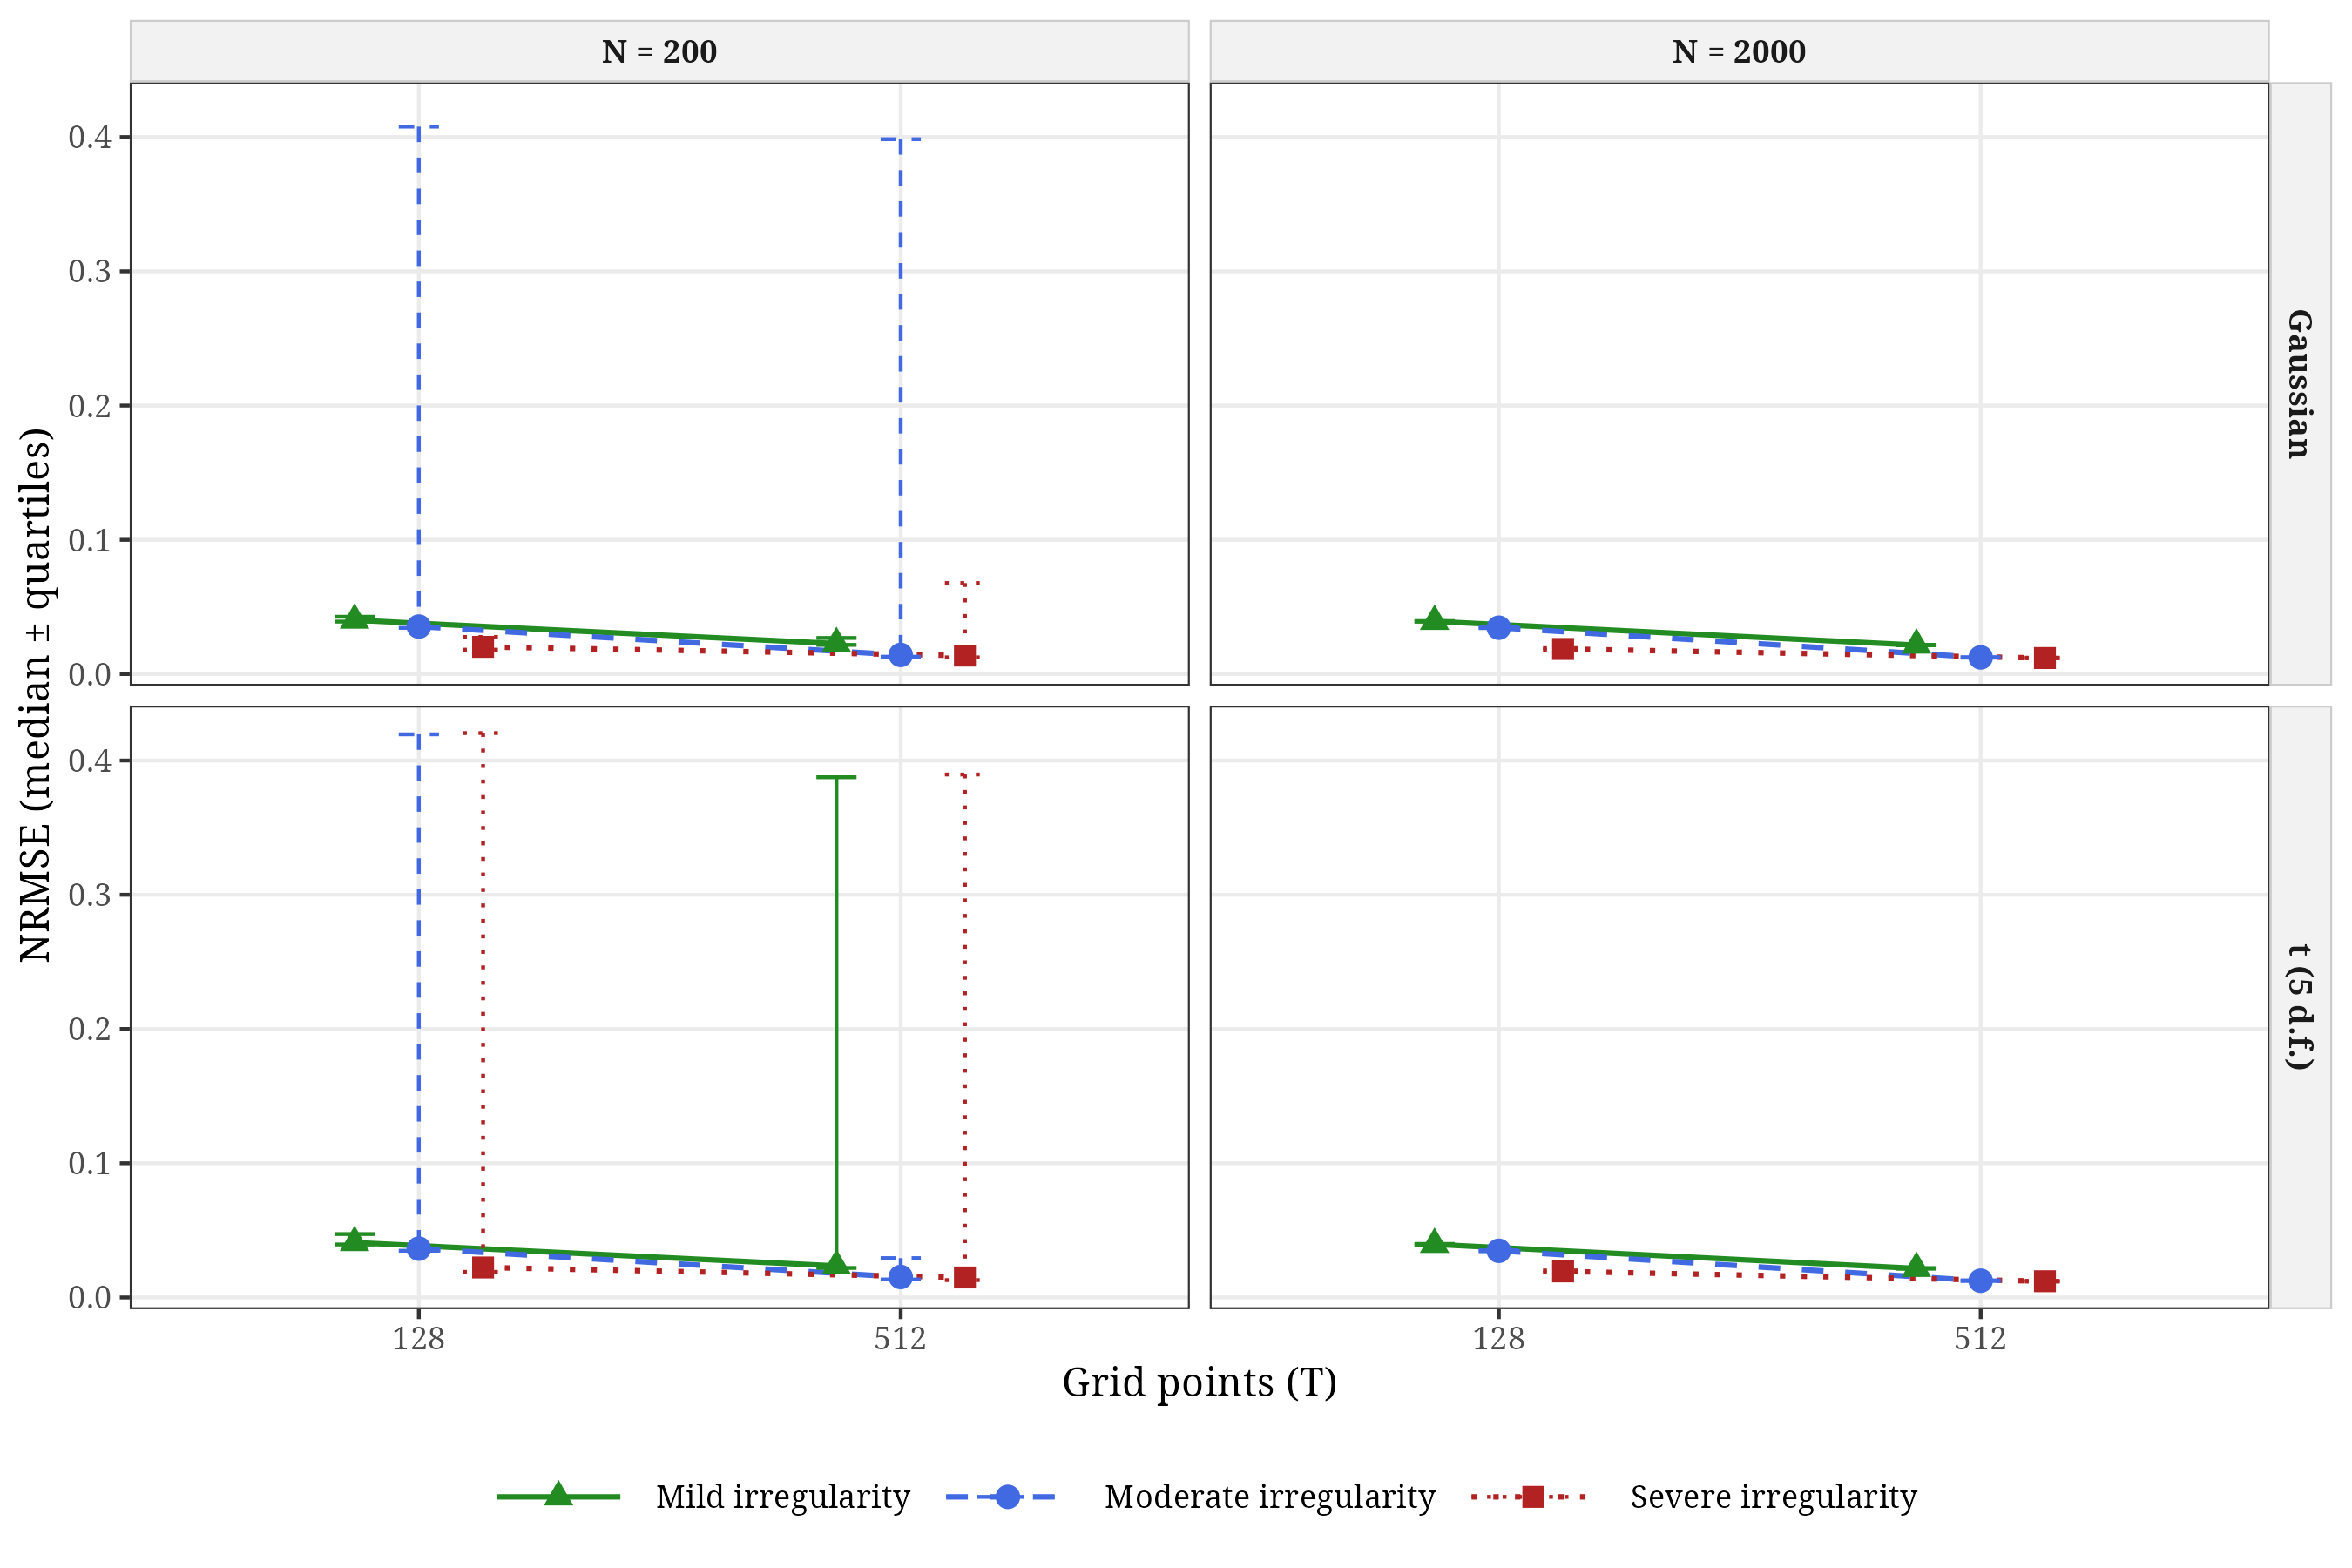 N = 200
N = 2000
NRMSE (median ± quartiles)
0.4
0.3
0.2
0.1
0.0
Gaussian
0.4
0.3
0.2
0.1
0.0
t (5 d.f.)
128
512
128
512
Grid points (T)
Mild irregularity
Moderate irregularity
Severe irregularity